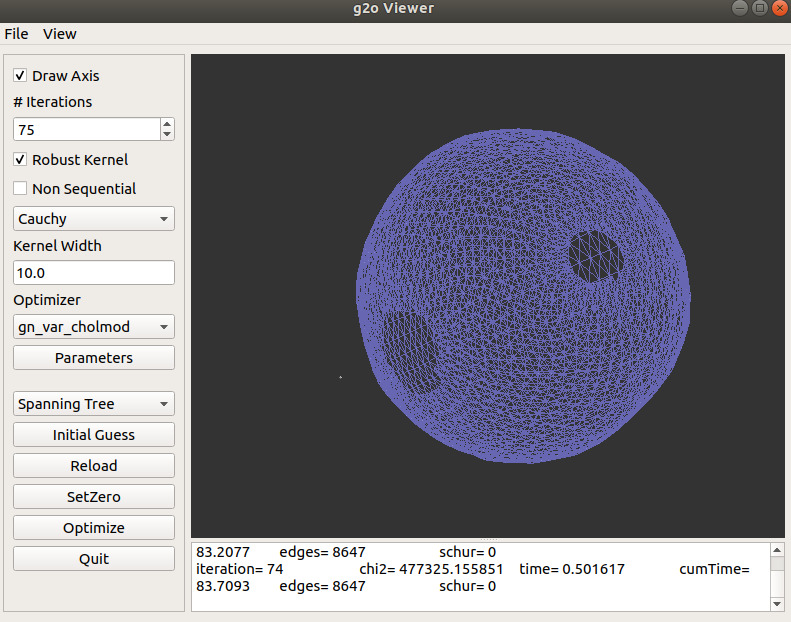 g2o Viewer
File View
Draw Axis
# Iterations
75
Robust Kernel
Non Sequential
Cauchy
Kernel Width
10.0
Optimizer
gn_var_cholmod
Parameters
Spanning Tree
Initial Guess
Reload
SetZero
Optimize
Quit
83.2077 edges= 8647 schur= 0
iteration= 74 chi2= 477325.155851 time= 0.501617 cumTime=
83.7093 edges= 8647 schur= 0